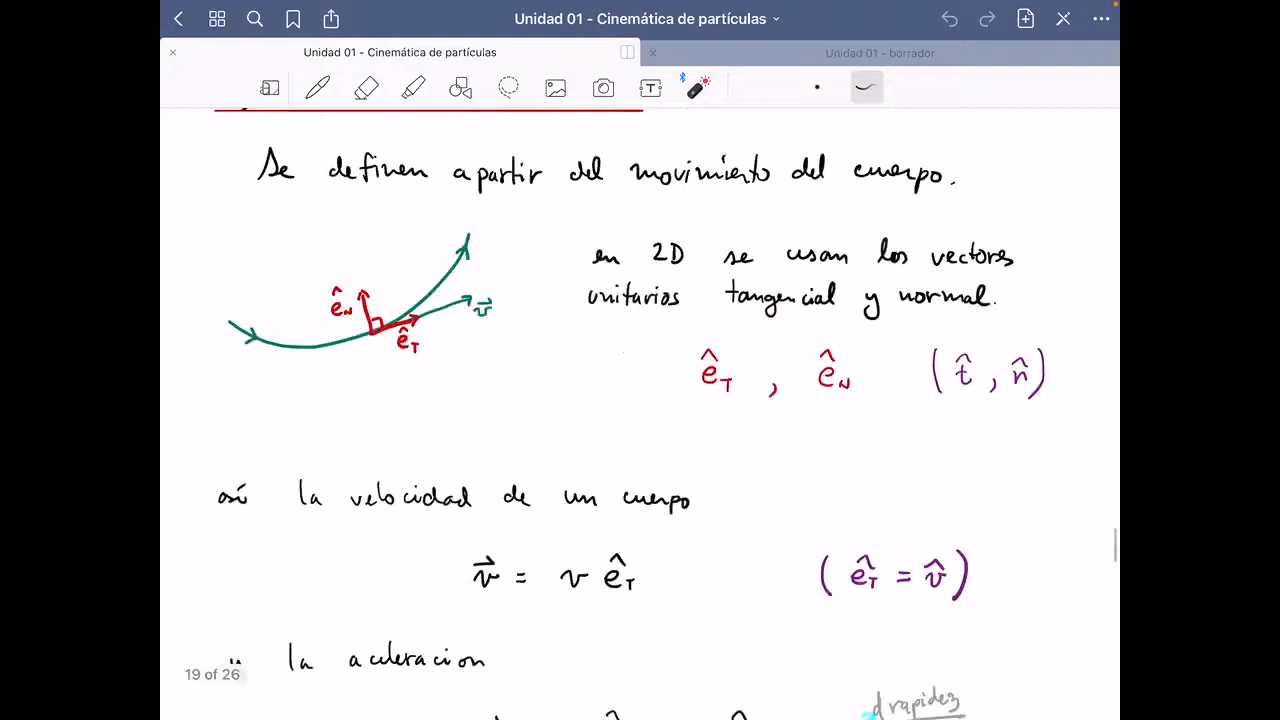 Unidad 01 - Cinemática de partículas
Unidad 01 - Cinemática de partículas
Unidad 01 - borrador
Se definen a partir del movimiento del cuerpo.
en 2D se usan los vectores
unitarios tangencial y normal.
ê_N
ê_T
v⃗
ê_T , ê_N (t̂ , n̂)
así la velocidad de un cuerpo
v⃗ = v ê_T (ê_T = v̂)
la aceleracion
19 of 26
d rapidez